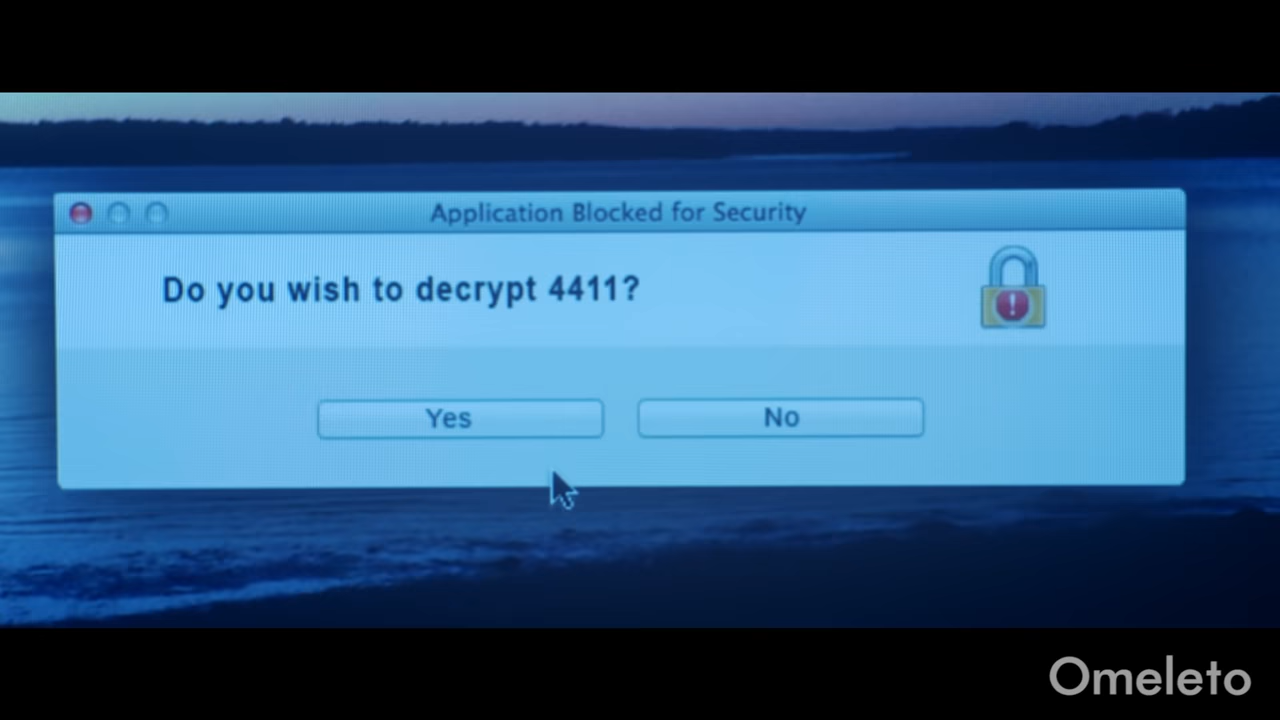 Application Blocked for Security
Do you wish to decrypt 4411?
Yes
No
Omeleto